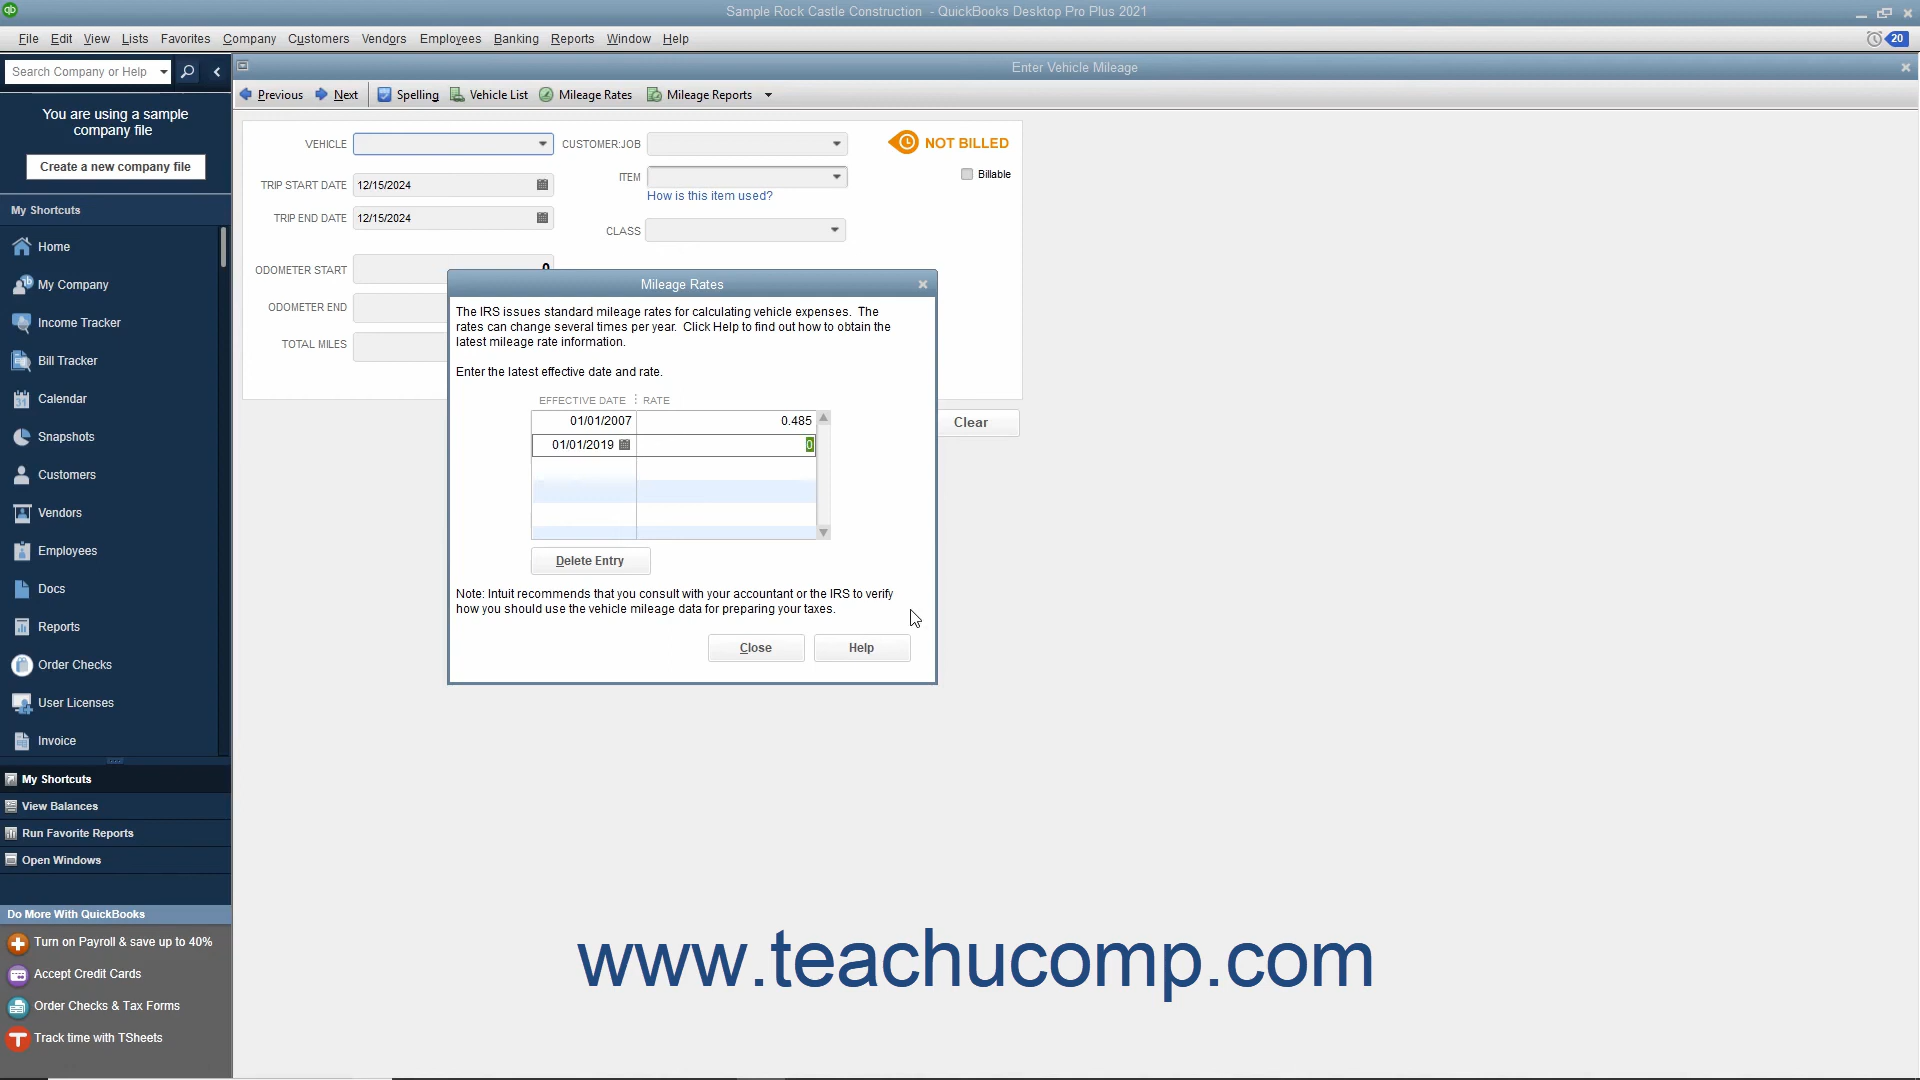 Sample Rock Castle Construction - QuickBooks Desktop Pro Plus 2021
File Edit View Lists Favorites Company Customers Vendors Employees Banking Reports Window Help
20
Search Company or Help
Enter Vehicle Mileage
Previous Next Spelling Vehicle List Mileage Rates Mileage Reports
You are using a sample
company file
Create a new company file
My Shortcuts
Home
My Company
Income Tracker
Bill Tracker
Calendar
Snapshots
Customers
Vendors
Employees
Docs
Reports
Order Checks
User Licenses
Invoice
My Shortcuts
View Balances
Run Favorite Reports
Open Windows
Do More With QuickBooks
Turn on Payroll & save up to 40%
Accept Credit Cards
Order Checks & Tax Forms
Track time with TSheets
VEHICLE
CUSTOMER:JOB
NOT BILLED
TRIP START DATE 12/15/2024
ITEM
Billable
How is this item used?
TRIP END DATE 12/15/2024
CLASS
ODOMETER START 0
ODOMETER END
TOTAL MILES
Clear
Mileage Rates
The IRS issues standard mileage rates for calculating vehicle expenses. The
rates can change several times per year. Click Help to find out how to obtain the
latest mileage rate information.
Enter the latest effective date and rate.
EFFECTIVE DATE RATE
01/01/2007 0.485
01/01/2019 0
Delete Entry
Note: Intuit recommends that you consult with your accountant or the IRS to verify
how you should use the vehicle mileage data for preparing your taxes.
Close Help
www.teachucomp.com